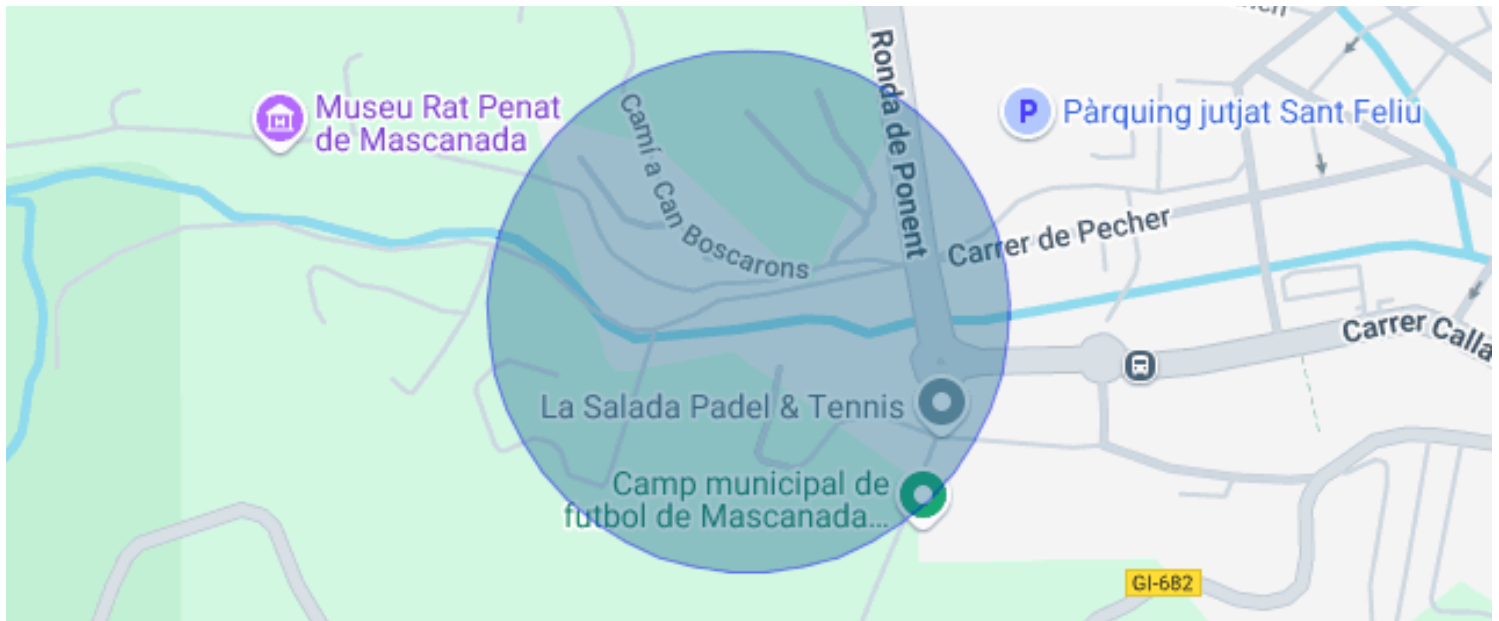 Museu Rat Penat
de Mascanada
Camí a Can Boscarons
Ronda de Ponent
P
Pàrquing jutjat Sant Feliu
Carrer de Pecher
Carrer Calla
La Salada Padel & Tennis
Camp municipal de
futbol de Mascanada...
GI-682